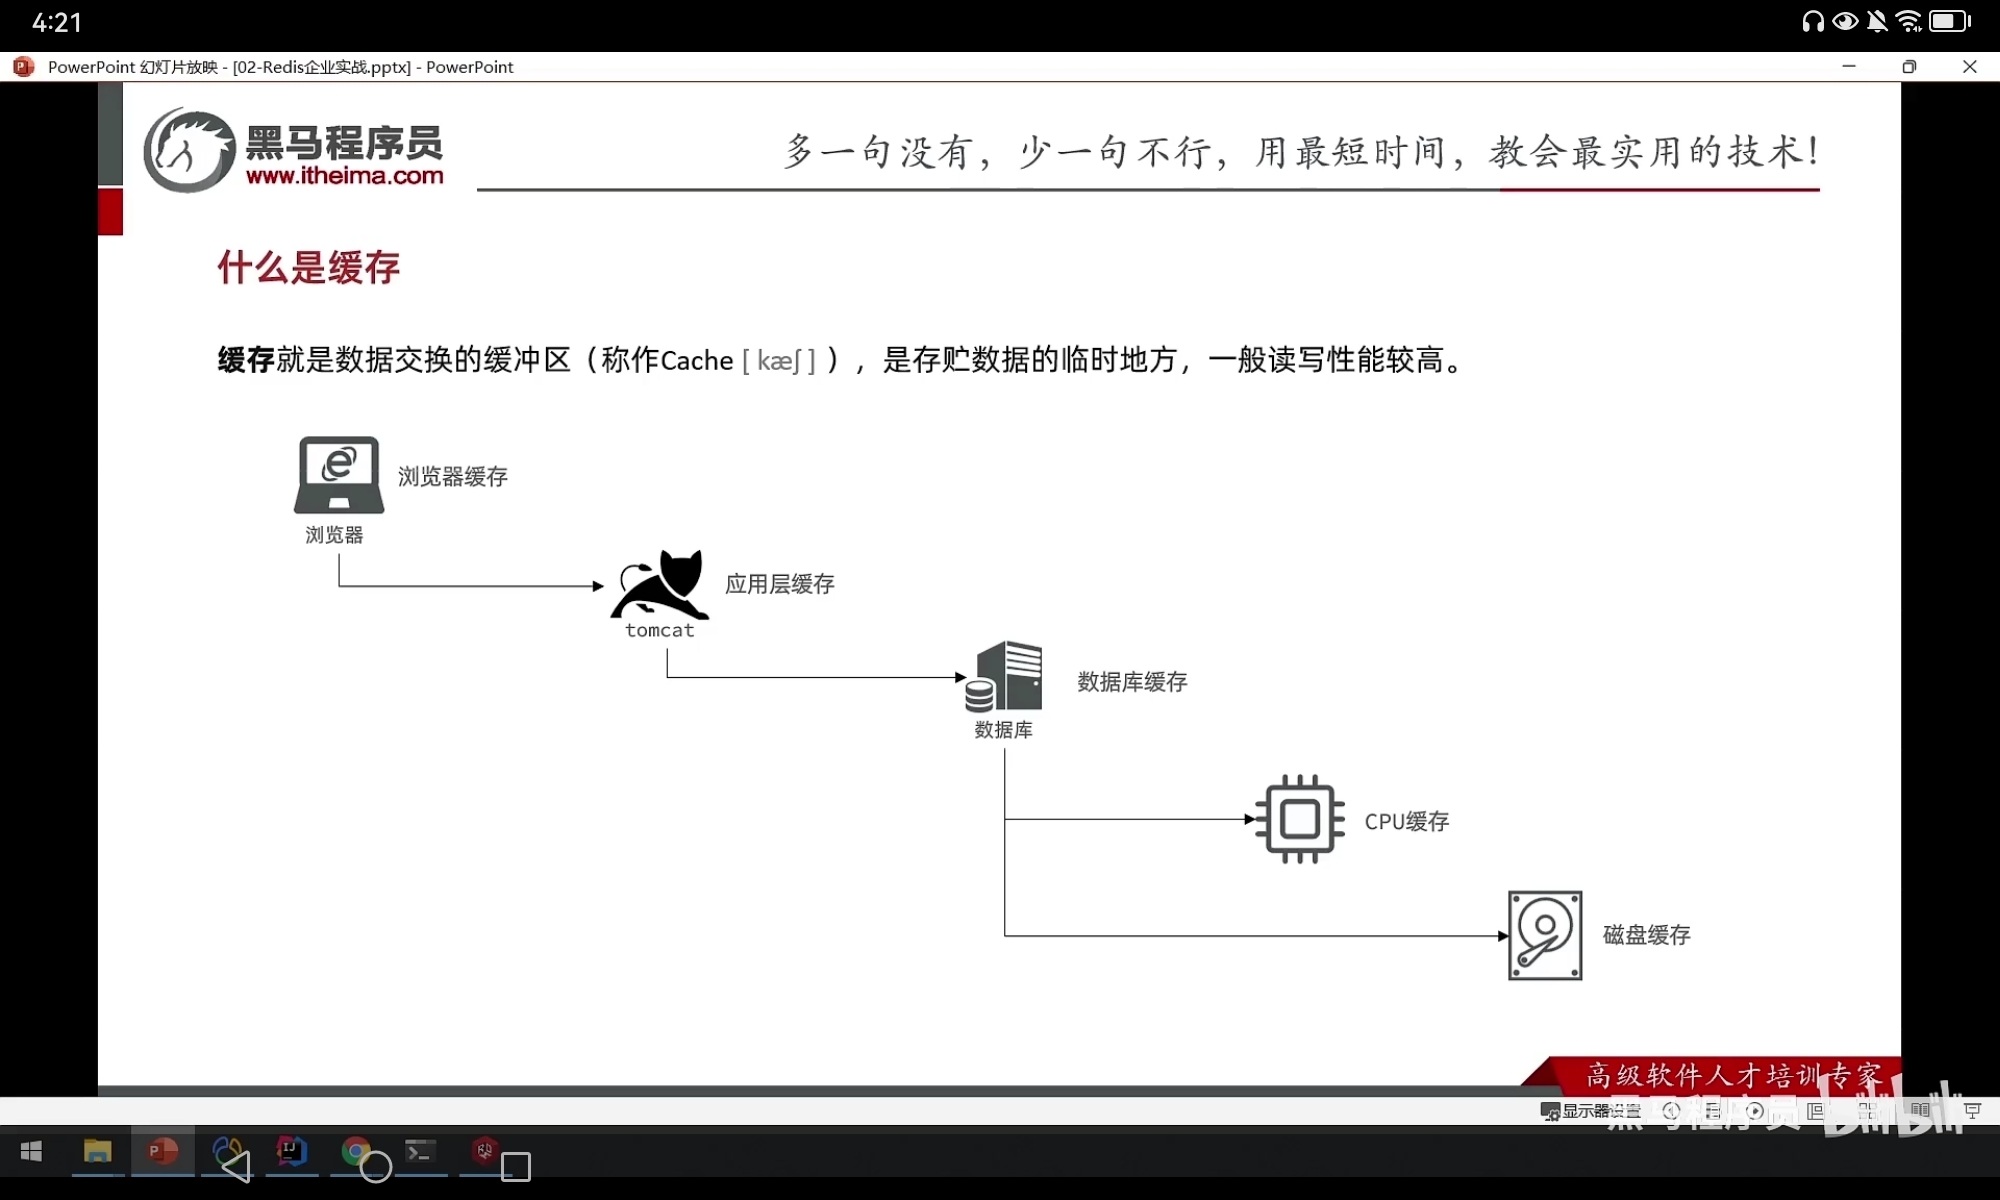 4:21
PowerPoint 幻灯片放映 - [02-Redis企业实战.pptx] - PowerPoint
黑马程序员
www.itheima.com
多一句没有，少一句不行，用最短时间，教会最实用的技术！
什么是缓存
缓存就是数据交换的缓冲区（称作Cache [ kæʃ ] ），是存贮数据的临时地方，一般读写性能较高。
浏览器缓存
浏览器
应用层缓存
tomcat
数据库缓存
数据库
CPU缓存
磁盘缓存
高级软件人才培训专家
显示器设置
黑马程序员 bilibili